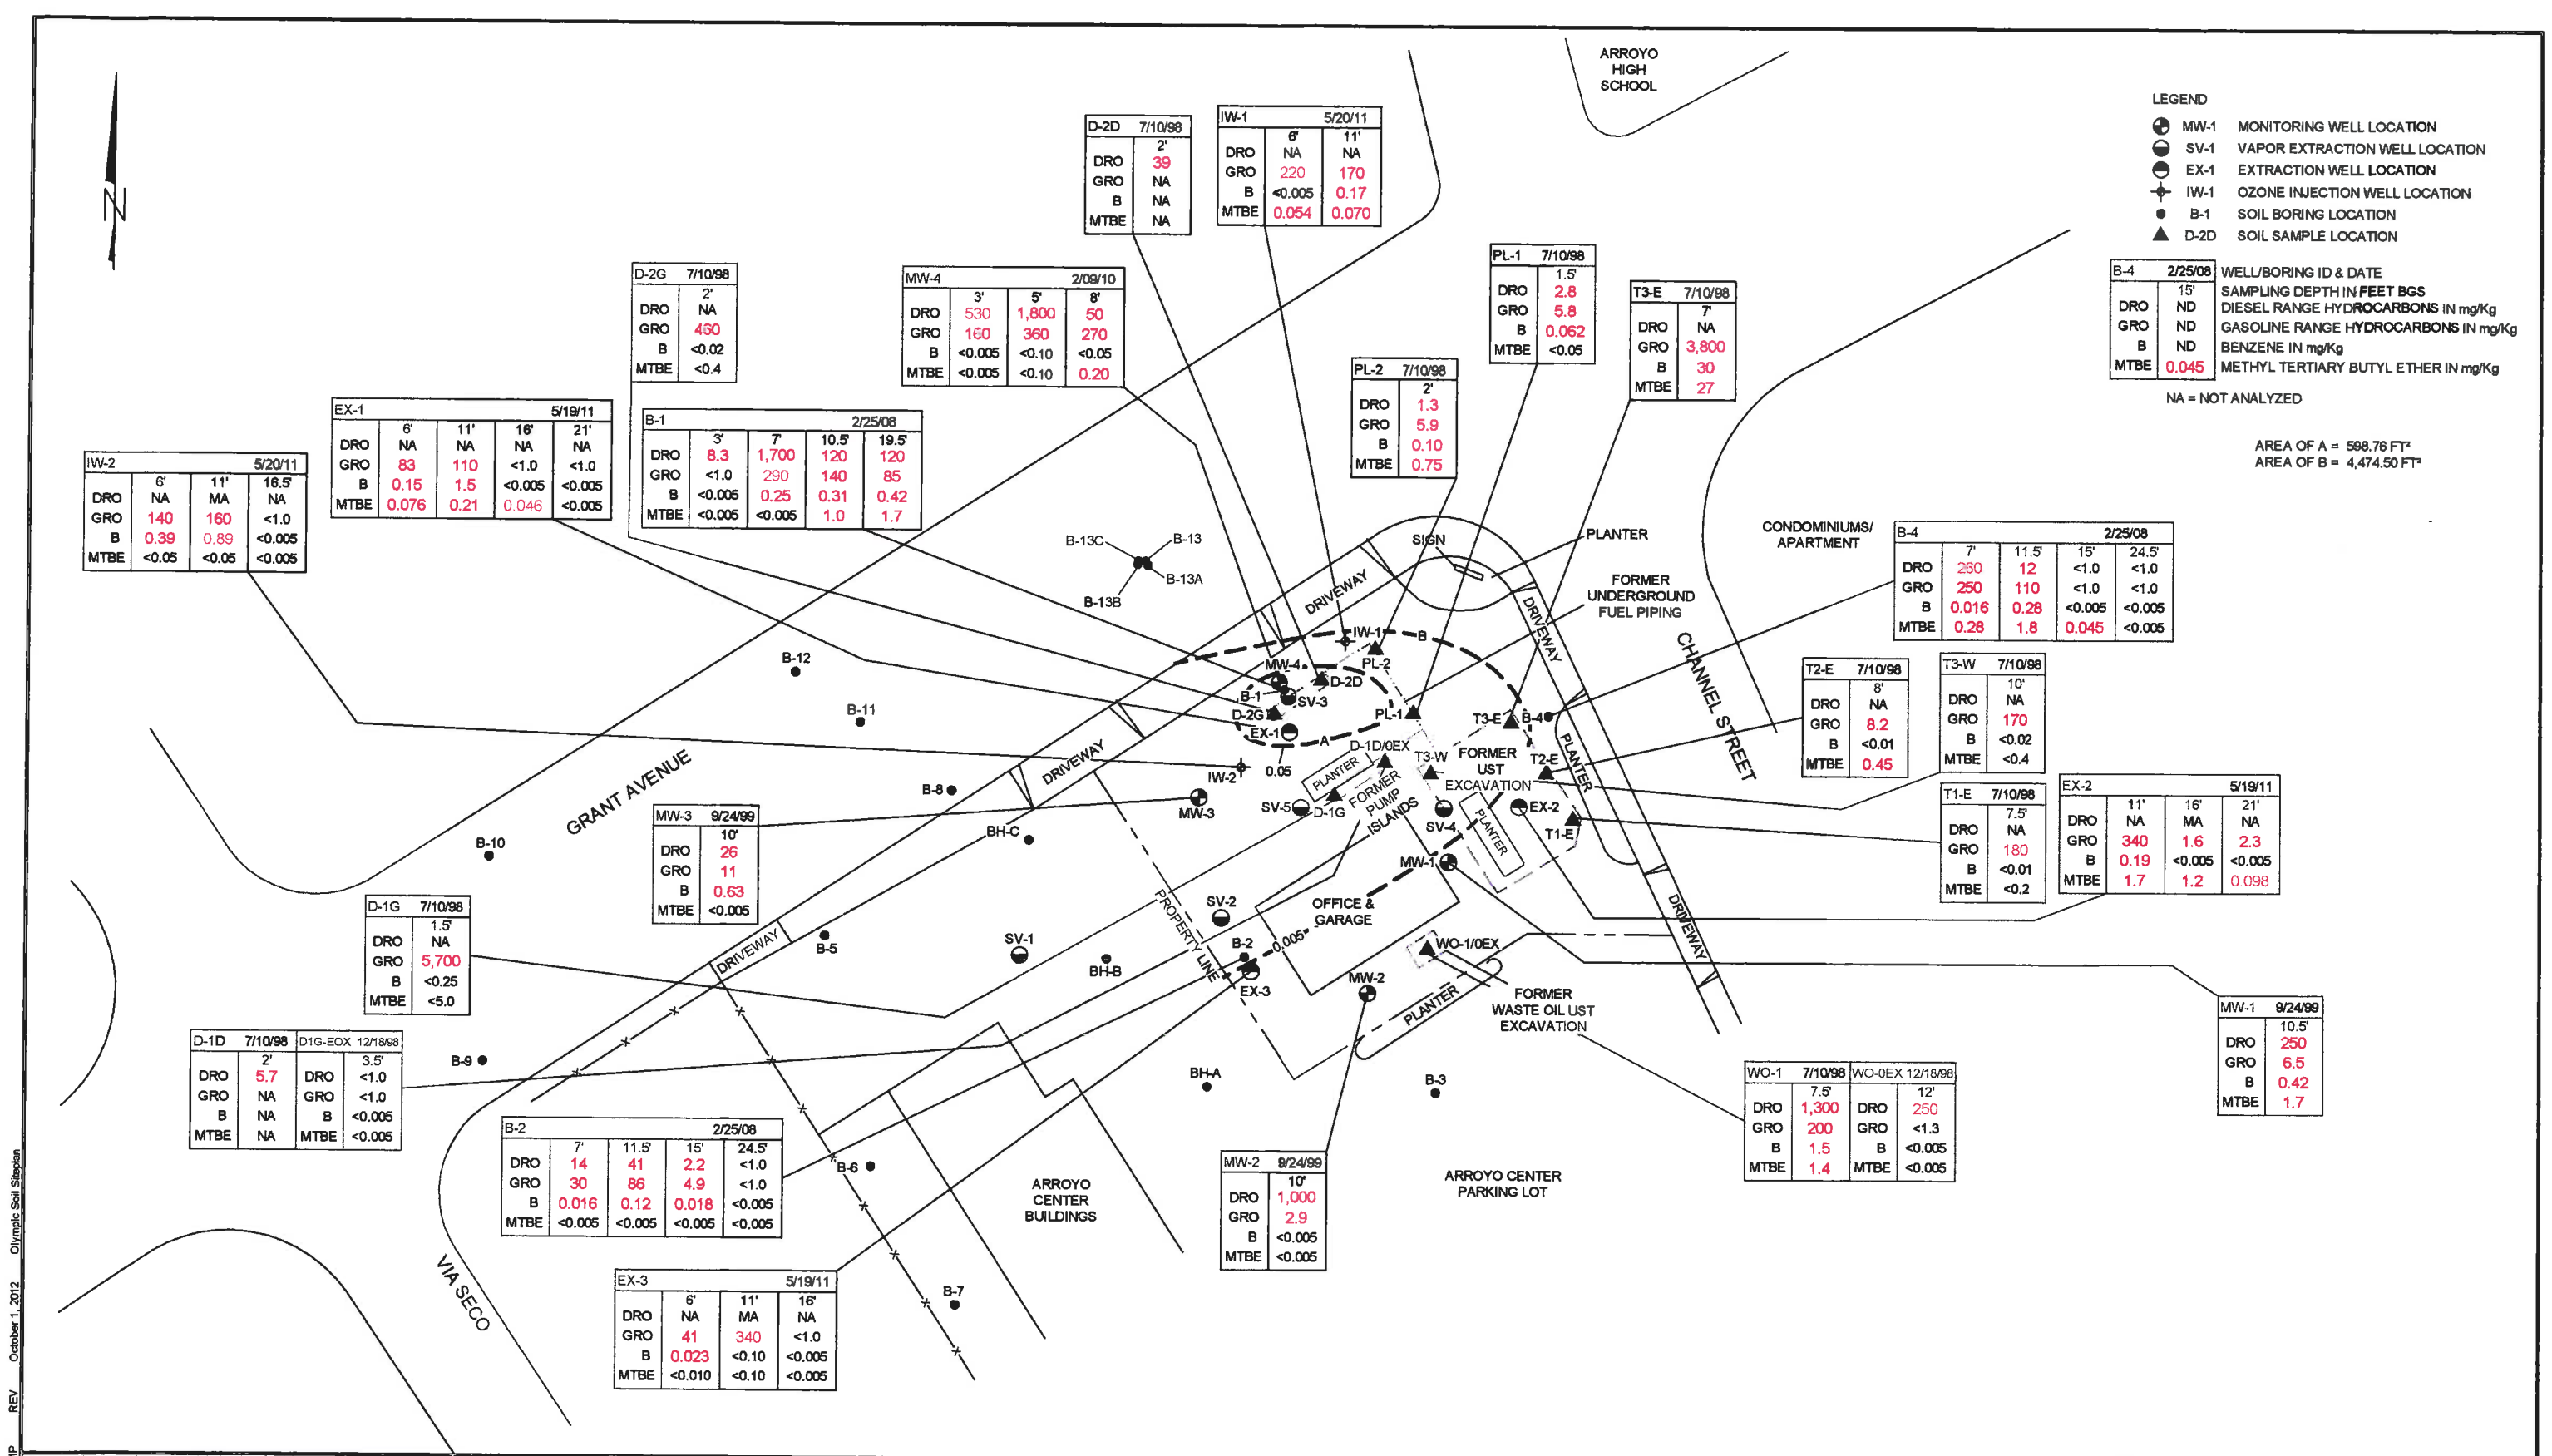 ARROYO
HIGH
SCHOOL
LEGEND
MW-1 MONITORING WELL LOCATION
SV-1 VAPOR EXTRACTION WELL LOCATION
EX-1 EXTRACTION WELL LOCATION
IW-1 OZONE INJECTION WELL LOCATION
B-1 SOIL BORING LOCATION
D-2D SOIL SAMPLE LOCATION
B-4 2/25/08 WELL/BORING ID & DATE
15' SAMPLING DEPTH IN FEET BGS
DRO ND DIESEL RANGE HYDROCARBONS IN mg/Kg
GRO ND GASOLINE RANGE HYDROCARBONS IN mg/Kg
B ND BENZENE IN mg/Kg
MTBE 0.045 METHYL TERTIARY BUTYL ETHER IN mg/Kg
NA = NOT ANALYZED
AREA OF A = 598.76 FT²
AREA OF B = 4,474.50 FT²
N
D-2D 7/10/98
2'
DRO 39
GRO NA
B NA
MTBE NA
IW-1 5/20/11
6' 11'
DRO NA NA
GRO 220 170
B <0.005 0.17
MTBE 0.054 0.070
D-2G 7/10/98
2'
DRO NA
GRO 460
B <0.02
MTBE <0.4
MW-4 2/09/10
3' 5' 8'
DRO 530 1,800 50
GRO 160 360 270
B <0.005 <0.10 <0.05
MTBE <0.005 <0.10 0.20
PL-1 7/10/98
1.5'
DRO 2.8
GRO 5.8
B 0.062
MTBE <0.05
T3-E 7/10/98
7'
DRO NA
GRO 3,800
B 30
MTBE 27
PL-2 7/10/98
2'
DRO 1.3
GRO 5.9
B 0.10
MTBE 0.75
EX-1 5/19/11
6' 11' 16' 21'
DRO NA NA NA NA
GRO 83 110 <1.0 <1.0
B 0.15 1.5 <0.005 <0.005
MTBE 0.076 0.21 0.046 <0.005
B-1 2/25/08
3' 7' 10.5' 19.5'
DRO 8.3 1,700 120 120
GRO <1.0 290 140 85
B <0.005 0.25 0.31 0.42
MTBE <0.005 <0.005 1.0 1.7
IW-2 5/20/11
6' 11' 16.5'
DRO NA MA NA
GRO 140 160 <1.0
B 0.39 0.89 <0.005
MTBE <0.05 <0.05 <0.005
B-4 2/25/08
7' 11.5' 15' 24.5'
DRO 260 12 <1.0 <1.0
GRO 250 110 <1.0 <1.0
B 0.016 0.28 <0.005 <0.005
MTBE 0.28 1.8 0.045 <0.005
T2-E 7/10/98
8'
DRO NA
GRO 8.2
B <0.01
MTBE 0.45
T3-W 7/10/98
10'
DRO NA
GRO 170
B <0.02
MTBE <0.4
T1-E 7/10/98
7.5'
DRO NA
GRO 180
B <0.01
MTBE <0.2
EX-2 5/19/11
11' 16' 21'
DRO NA MA NA
GRO 340 1.6 2.3
B 0.19 <0.005 <0.005
MTBE 1.7 1.2 0.098
MW-3 9/24/99
10'
DRO 26
GRO 11
B 0.63
MTBE <0.005
D-1G 7/10/98
1.5'
DRO NA
GRO 5,700
B <0.25
MTBE <5.0
D-1D 7/10/98 D1G-EOX 12/18/98
2' 3.5'
DRO 5.7 DRO <1.0
GRO NA GRO <1.0
B NA B <0.005
MTBE NA MTBE <0.005
B-2 2/25/08
7' 11.5' 15' 24.5'
DRO 14 41 2.2 <1.0
GRO 30 86 4.9 <1.0
B 0.016 0.12 0.018 <0.005
MTBE <0.005 <0.005 <0.005 <0.005
EX-3 5/19/11
6' 11' 16'
DRO NA MA NA
GRO 41 340 <1.0
B 0.023 <0.10 <0.005
MTBE <0.010 <0.10 <0.005
MW-2 9/24/99
10'
DRO 1,000
GRO 2.9
B <0.005
MTBE <0.005
WO-1 7/10/98 WO-0EX 12/18/98
7.5' 12'
DRO 1,300 DRO 250
GRO 200 GRO <1.3
B 1.5 B <0.005
MTBE 1.4 MTBE <0.005
MW-1 9/24/99
10.5'
DRO 250
GRO 6.5
B 0.42
MTBE 1.7
B-13C
B-13
B-13A
B-13B
SIGN
PLANTER
CONDOMINIUMS/
APARTMENT
FORMER
UNDERGROUND
FUEL PIPING
DRIVEWAY
DRIVEWAY
CHANNEL STREET
IW-1
B
B-12
MW-4
PL-2
D-2D
B-1
SV-3
B-11
D-2G
PL-1
T3-E
B-4
EX-1
A
D-1D/0EX
T3-W
FORMER
UST
EXCAVATION
T2-E
PLANTER
DRIVEWAY
IW-2
0.05
PLANTER
FORMER
PUMP
ISLANDS
GRANT AVENUE
B-8
MW-3
SV-5
D-1G
SV-4
PLANTER
EX-2
T1-E
BH-C
B-10
MW-1
PROPERTY LINE
SV-2
OFFICE &
GARAGE
DRIVEWAY
DRIVEWAY
B-5
SV-1
BH-B
B-2
0.005
EX-3
WO-1/0EX
MW-2
PLANTER
FORMER
WASTE OIL UST
EXCAVATION
B-9
BH-A
B-3
B-6
ARROYO
CENTER
BUILDINGS
ARROYO CENTER
PARKING LOT
B-7
VIA SECO
REV October 1, 2012 Olympic Soil Siteplan